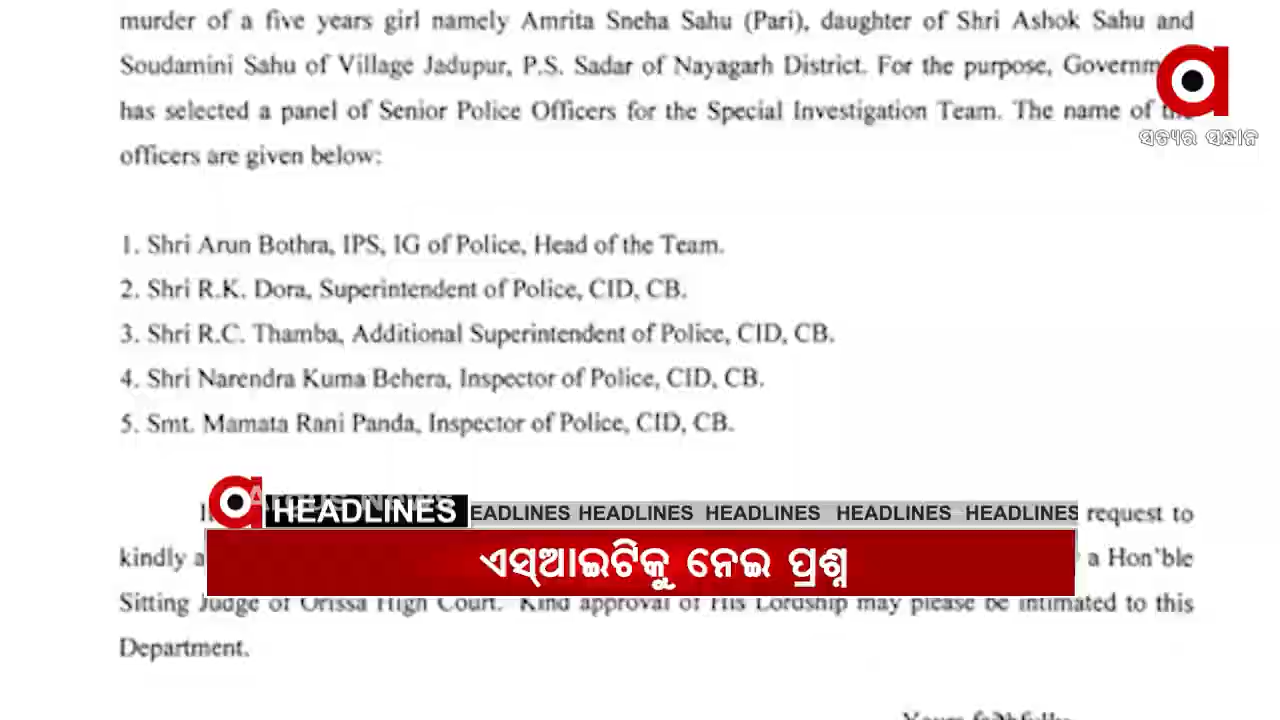 murder of a five years girl namely Amrita Sneha Sahu (Pari), daughter of Shri Ashok Sahu and
Soudamini Sahu of Village Jadupur, P.S. Sadar of Nayagarh District. For the purpose,
has selected a panel of Senior Police Officers for the Special Investigation Team. The name of
officers are given below:
ସତ୍ୟର ସନ୍ଧାନ
1. Shri Arun Bothra, IPS, IG of Police, Head of the Team.
2. Shri R.K. Dora, Superintendent of Police, CID, CB.
3. Shri R.C. Thamba, Additional Superintendent of Police, CID, CB.
4. Shri Narendra Kuma Behera, Inspector of Police, CID, CB.
5. Smt. Mamata Rani Panda, Inspector of Police, CID, CB.
HEADLINES EADLINES HEADLINES HEADLINES HEADLINES HEADLINES
request to
ଏସ୍ଆଇଟିକୁ ନେଇ ପ୍ରଶ୍ନ
kindly a Hon'ble
Sitting Judge of Orissa High Court. Kind approval of His Lordship may please be intimated to this
Department.
Yours faithfully